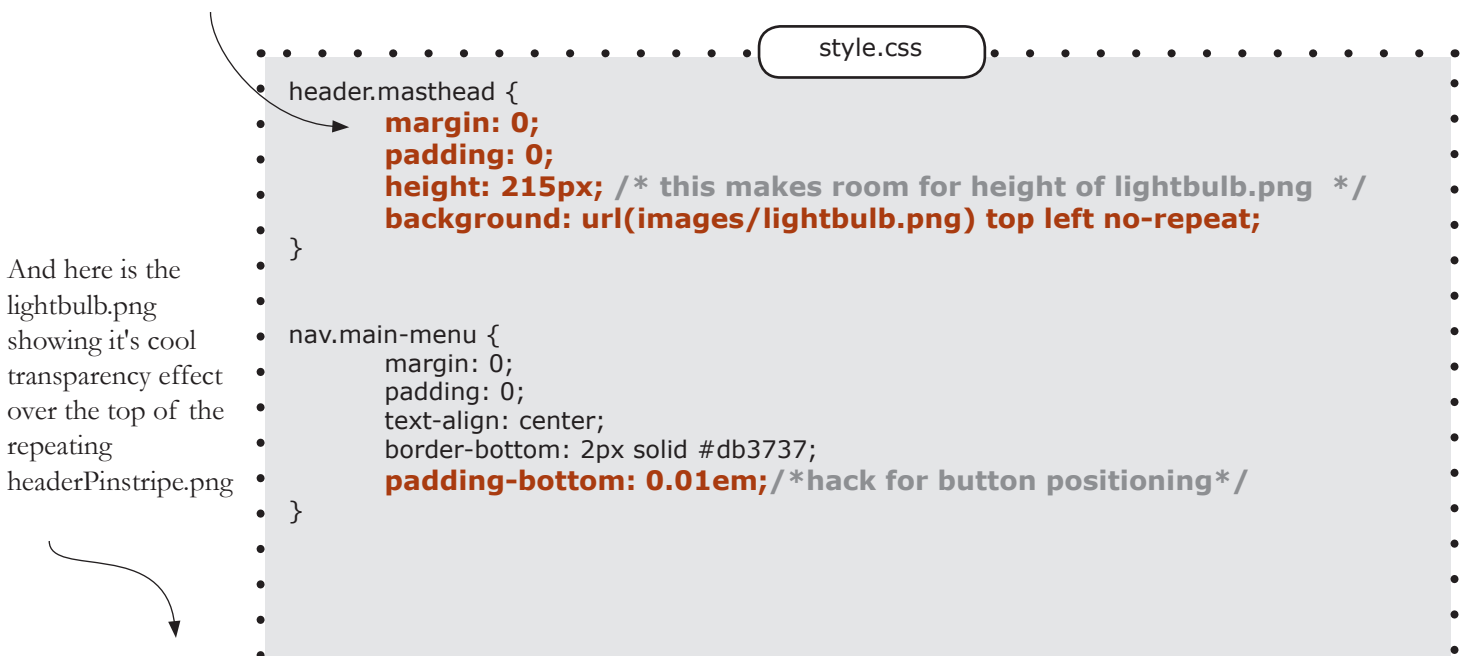 style.css
header.masthead {
margin: 0;
padding: 0;
height: 215px; /* this makes room for height of lightbulb.png  */
background: url(images/lightbulb.png) top left no-repeat;
}
And here is the
lightbulb.png
showing it's cool
transparency effect
over the top of the
repeating
headerPinstripe.png
nav.main-menu {
margin: 0;
padding: 0;
text-align: center;
border-bottom: 2px solid #db3737;
padding-bottom: 0.01em;/*hack for button positioning*/
}